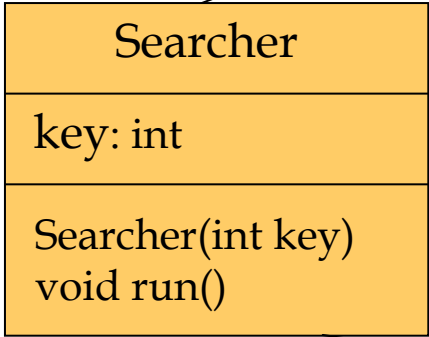 Searcher
key: int
Searcher(int key)
void run()